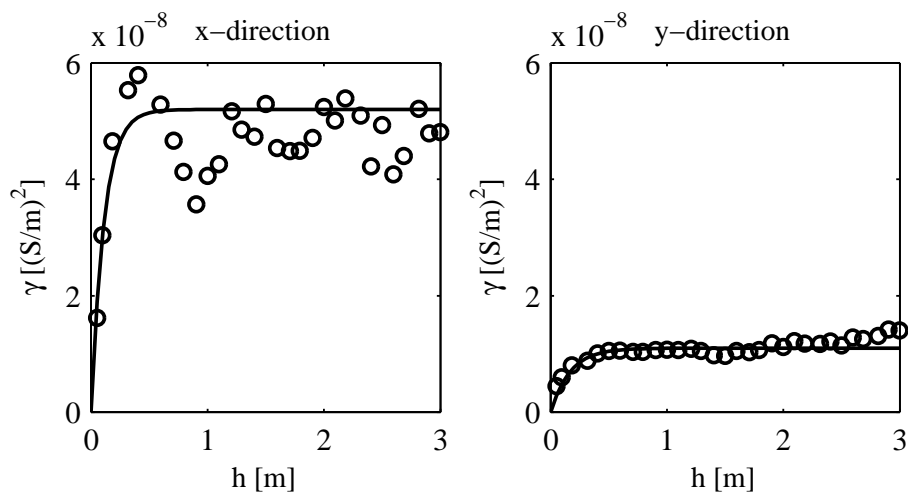 x 10⁻⁸ x−direction
γ [(S/m)²]
6
4
2
0
0 1 2 3
h [m]
x 10⁻⁸ y−direction
γ [(S/m)²]
6
4
2
0
0 1 2 3
h [m]